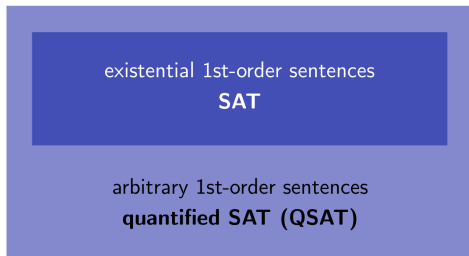 existential 1st-order sentences
SAT
arbitrary 1st-order sentences
quantified SAT (QSAT)